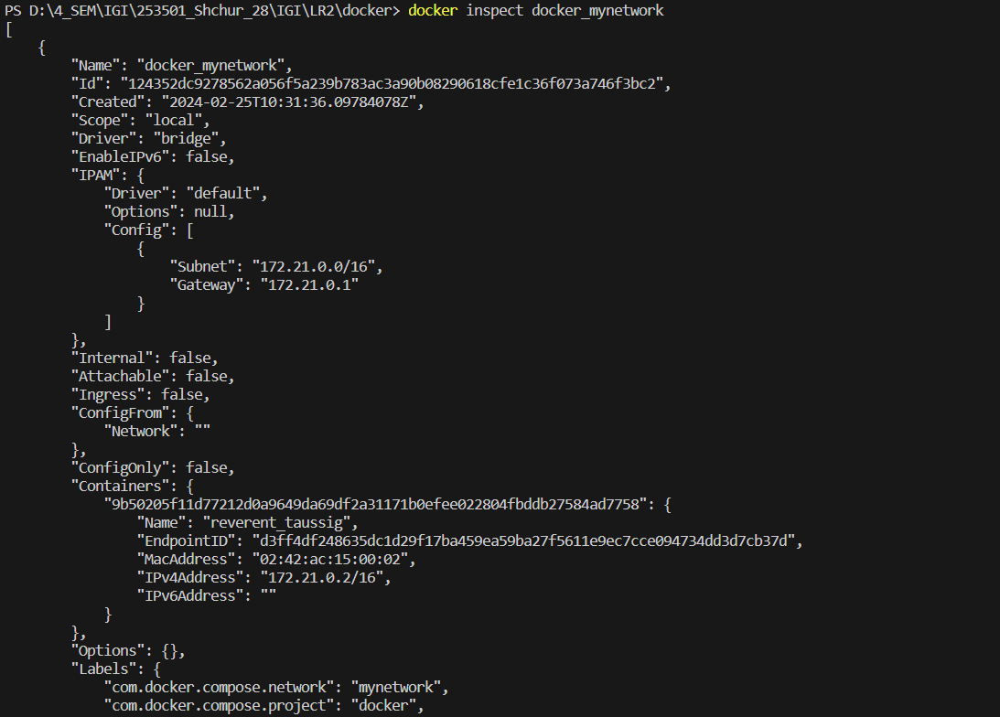 PS D:\4_SEM\IGI\253501_Shchur_28\IGI\LR2\docker> docker inspect docker_mynetwork
[
    {
        "Name": "docker_mynetwork",
        "Id": "124352dc9278562a056f5a239b783ac3a90b08290618cfe1c36f073a746f3bc2",
        "Created": "2024-02-25T10:31:36.09784078Z",
        "Scope": "local",
        "Driver": "bridge",
        "EnableIPv6": false,
        "IPAM": {
            "Driver": "default",
            "Options": null,
            "Config": [
                {
                    "Subnet": "172.21.0.0/16",
                    "Gateway": "172.21.0.1"
                }
            ]
        },
        "Internal": false,
        "Attachable": false,
        "Ingress": false,
        "ConfigFrom": {
            "Network": ""
        },
        "ConfigOnly": false,
        "Containers": {
            "9b50205f11d77212d0a9649da69df2a31171b0efee022804fbddb27584ad7758": {
                "Name": "reverent_taussig",
                "EndpointID": "d3ff4df248635dc1d29f17ba459ea59ba27f5611e9ec7cce094734dd3d7cb37d",
                "MacAddress": "02:42:ac:15:00:02",
                "IPv4Address": "172.21.0.2/16",
                "IPv6Address": ""
            }
        },
        "Options": {},
        "Labels": {
            "com.docker.compose.network": "mynetwork",
            "com.docker.compose.project": "docker",